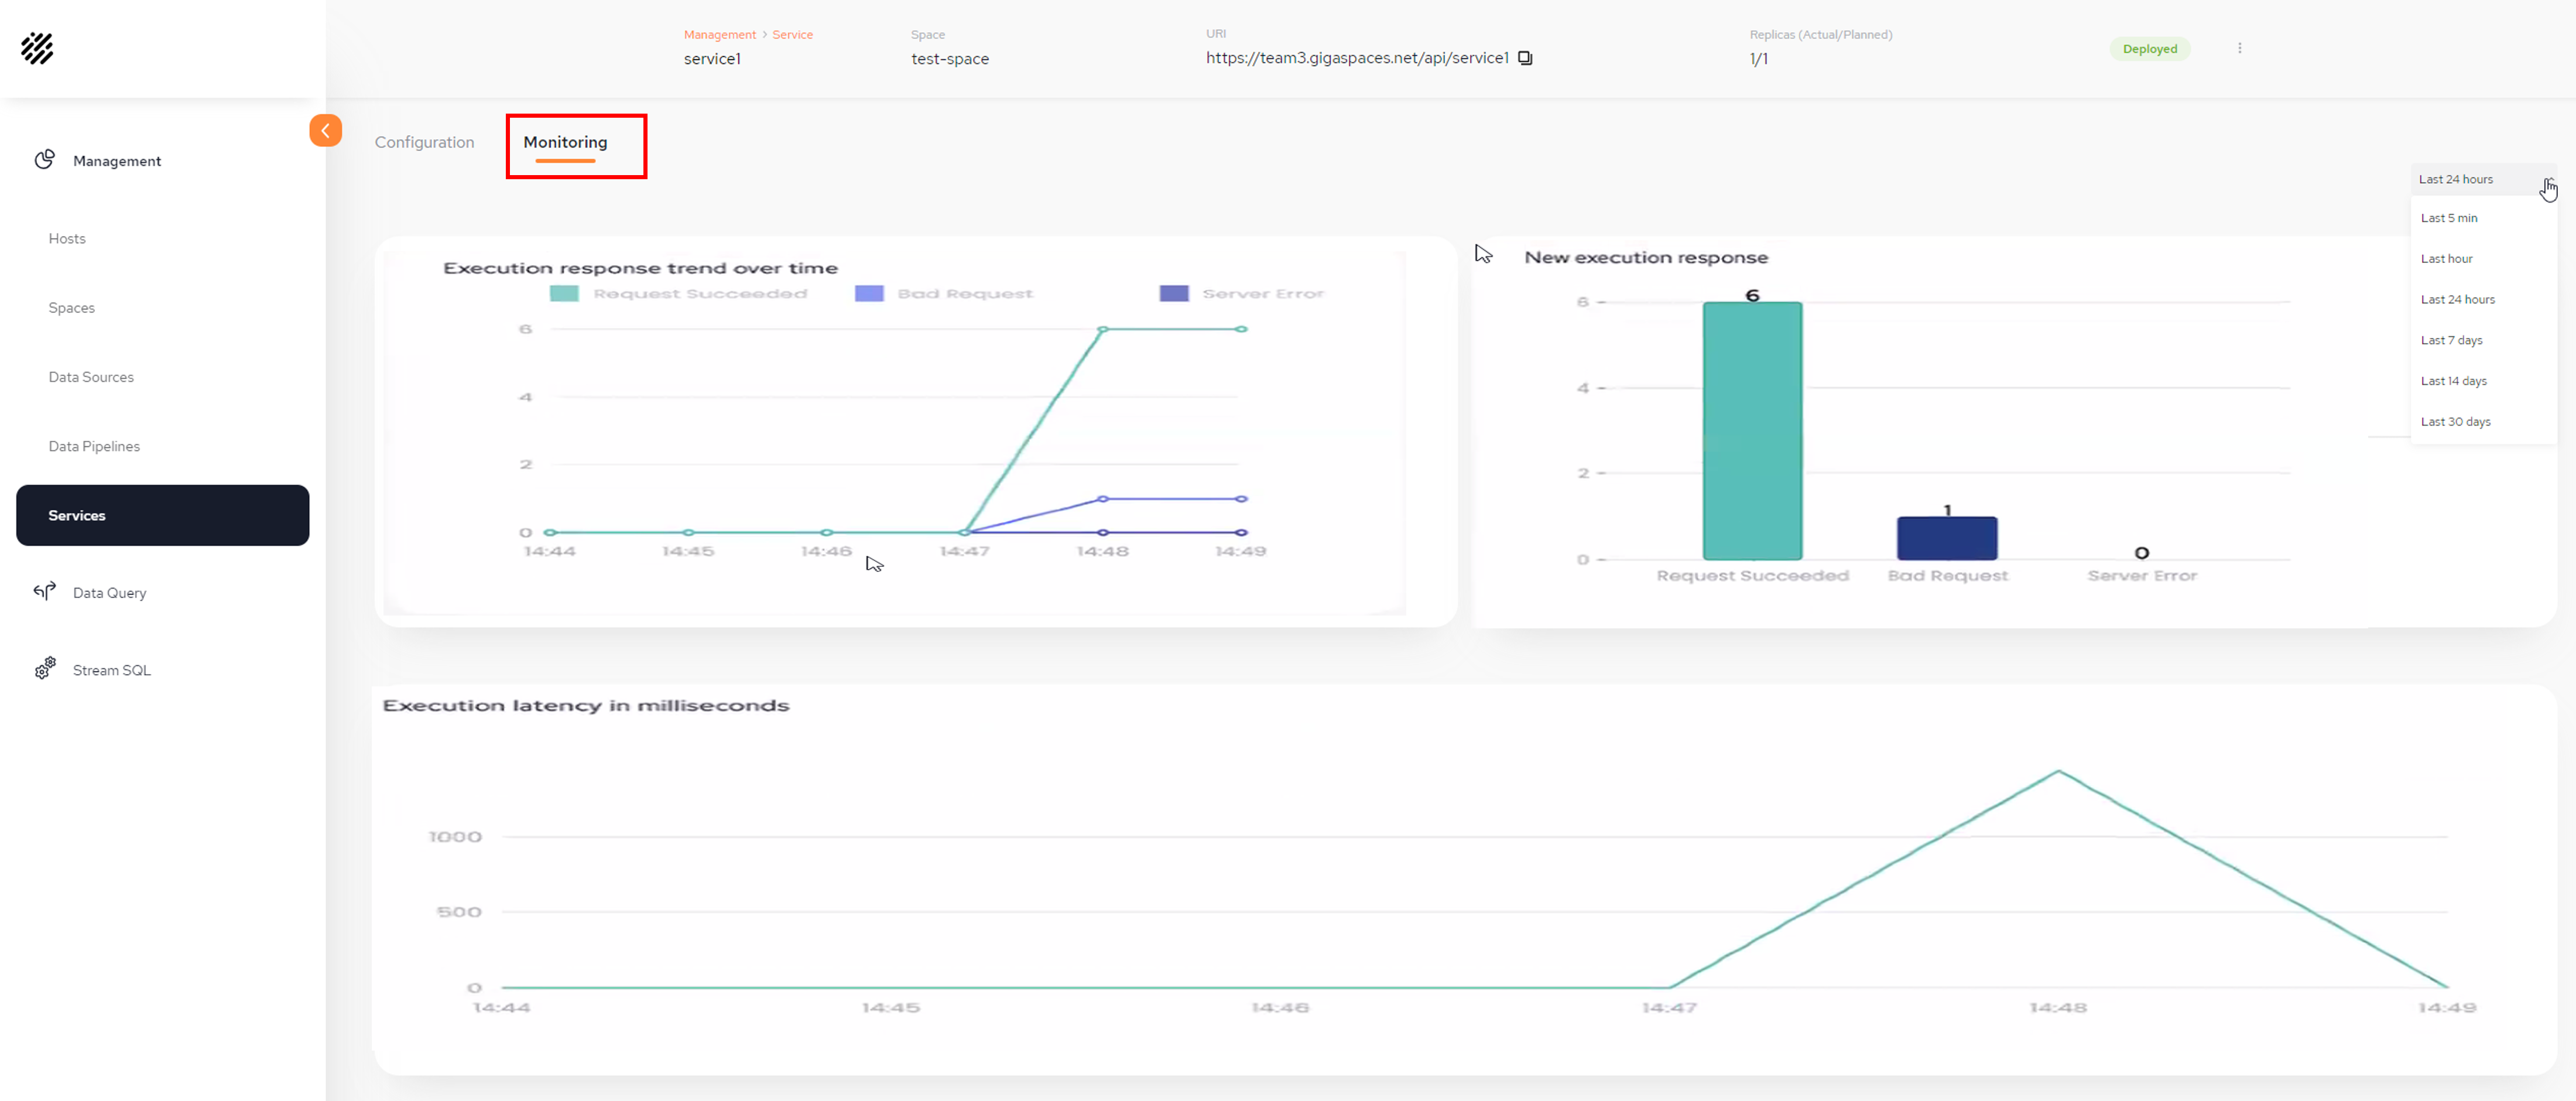 Management > Service
service1
Space
test-space
URI
https://team3.gigaspaces.net/api/service1
Replicas (Actual/Planned)
1/1
Deployed
Management
Hosts
Spaces
Data Sources
Data Pipelines
Services
Data Query
Stream SQL
Configuration
Monitoring
Last 24 hours
Last 5 min
Last hour
Last 24 hours
Last 7 days
Last 14 days
Last 30 days
Execution response trend over time
Request Succeeded Bad Request Server Error
6
4
2
0
14:44 14:45 14:46 14:47 14:48 14:49
New execution response
6
6
4
2
1
0
0
Request Succeeded Bad Request Server Error
Execution latency in milliseconds
1000
500
0
14:44 14:45 14:46 14:47 14:48 14:49